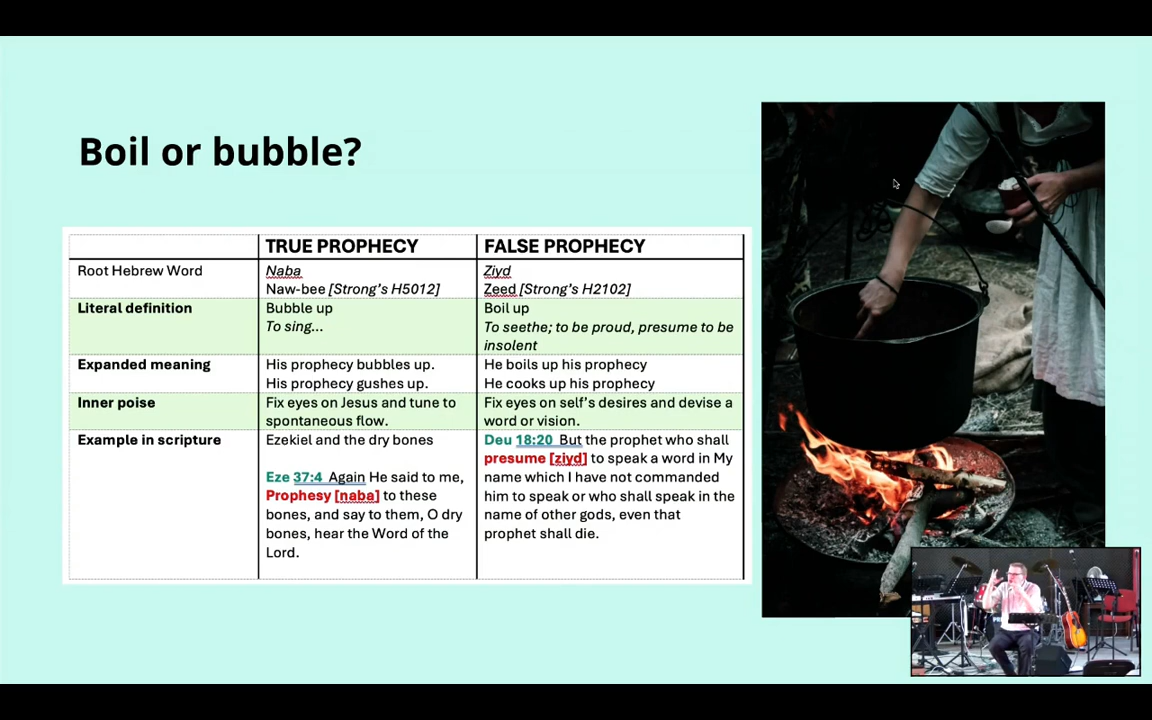 Boil or bubble?
TRUE PROPHECY
FALSE PROPHECY
Root Hebrew Word
Naba
Naw-bee [Strong’s H5012]
Ziyd
Zeed [Strong’s H2102]
Literal definition
Bubble up
To sing...
Boil up
To seethe; to be proud, presume to be
insolent
Expanded meaning
His prophecy bubbles up.
His prophecy gushes up.
He boils up his prophecy
He cooks up his prophecy
Inner poise
Fix eyes on Jesus and tune to
spontaneous flow.
Fix eyes on self’s desires and devise a
word or vision.
Example in scripture
Ezekiel and the dry bones
Eze 37:4 Again He said to me,
Prophesy [naba] to these
bones, and say to them, O dry
bones, hear the Word of the
Lord.
Deu 18:20 But the prophet who shall
presume [ziyd] to speak a word in My
name which I have not commanded
him to speak or who shall speak in the
name of other gods, even that
prophet shall die.